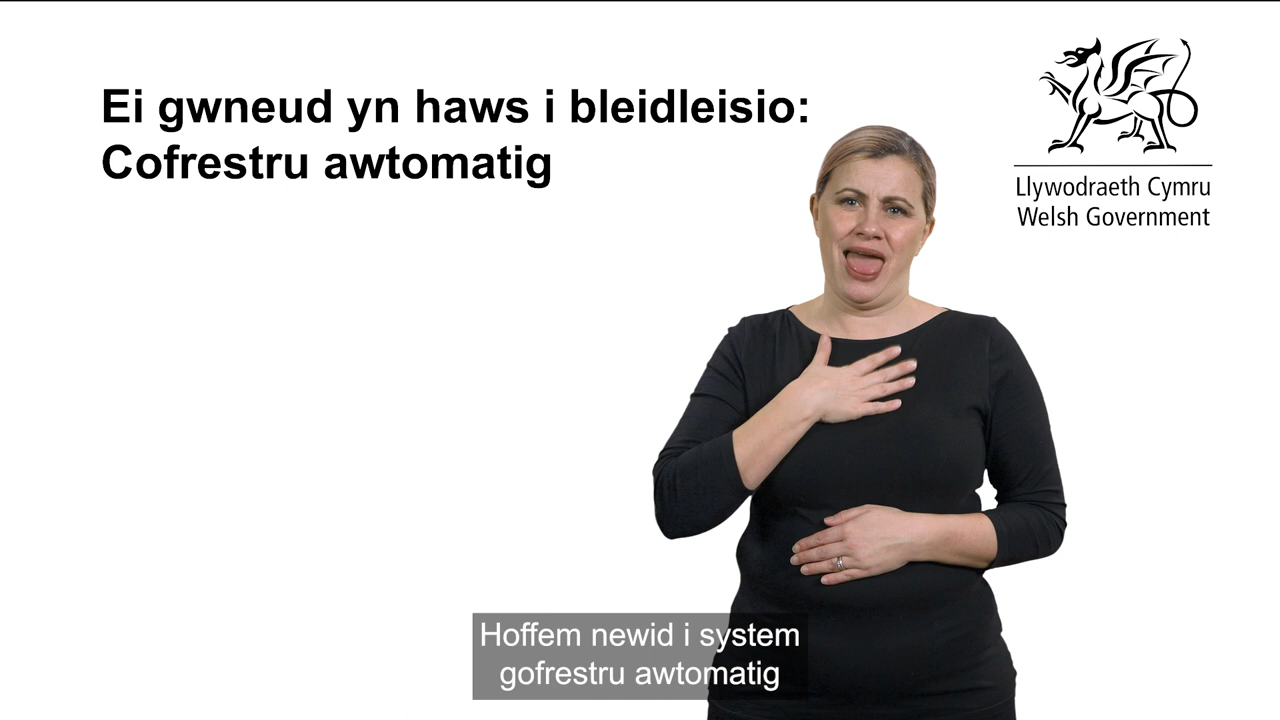 Ei gwneud yn haws i bleidleisio:
Cofrestru awtomatig
Llywodraeth Cymru
Welsh Government
Hoffem newid i system
gofrestru awtomatig